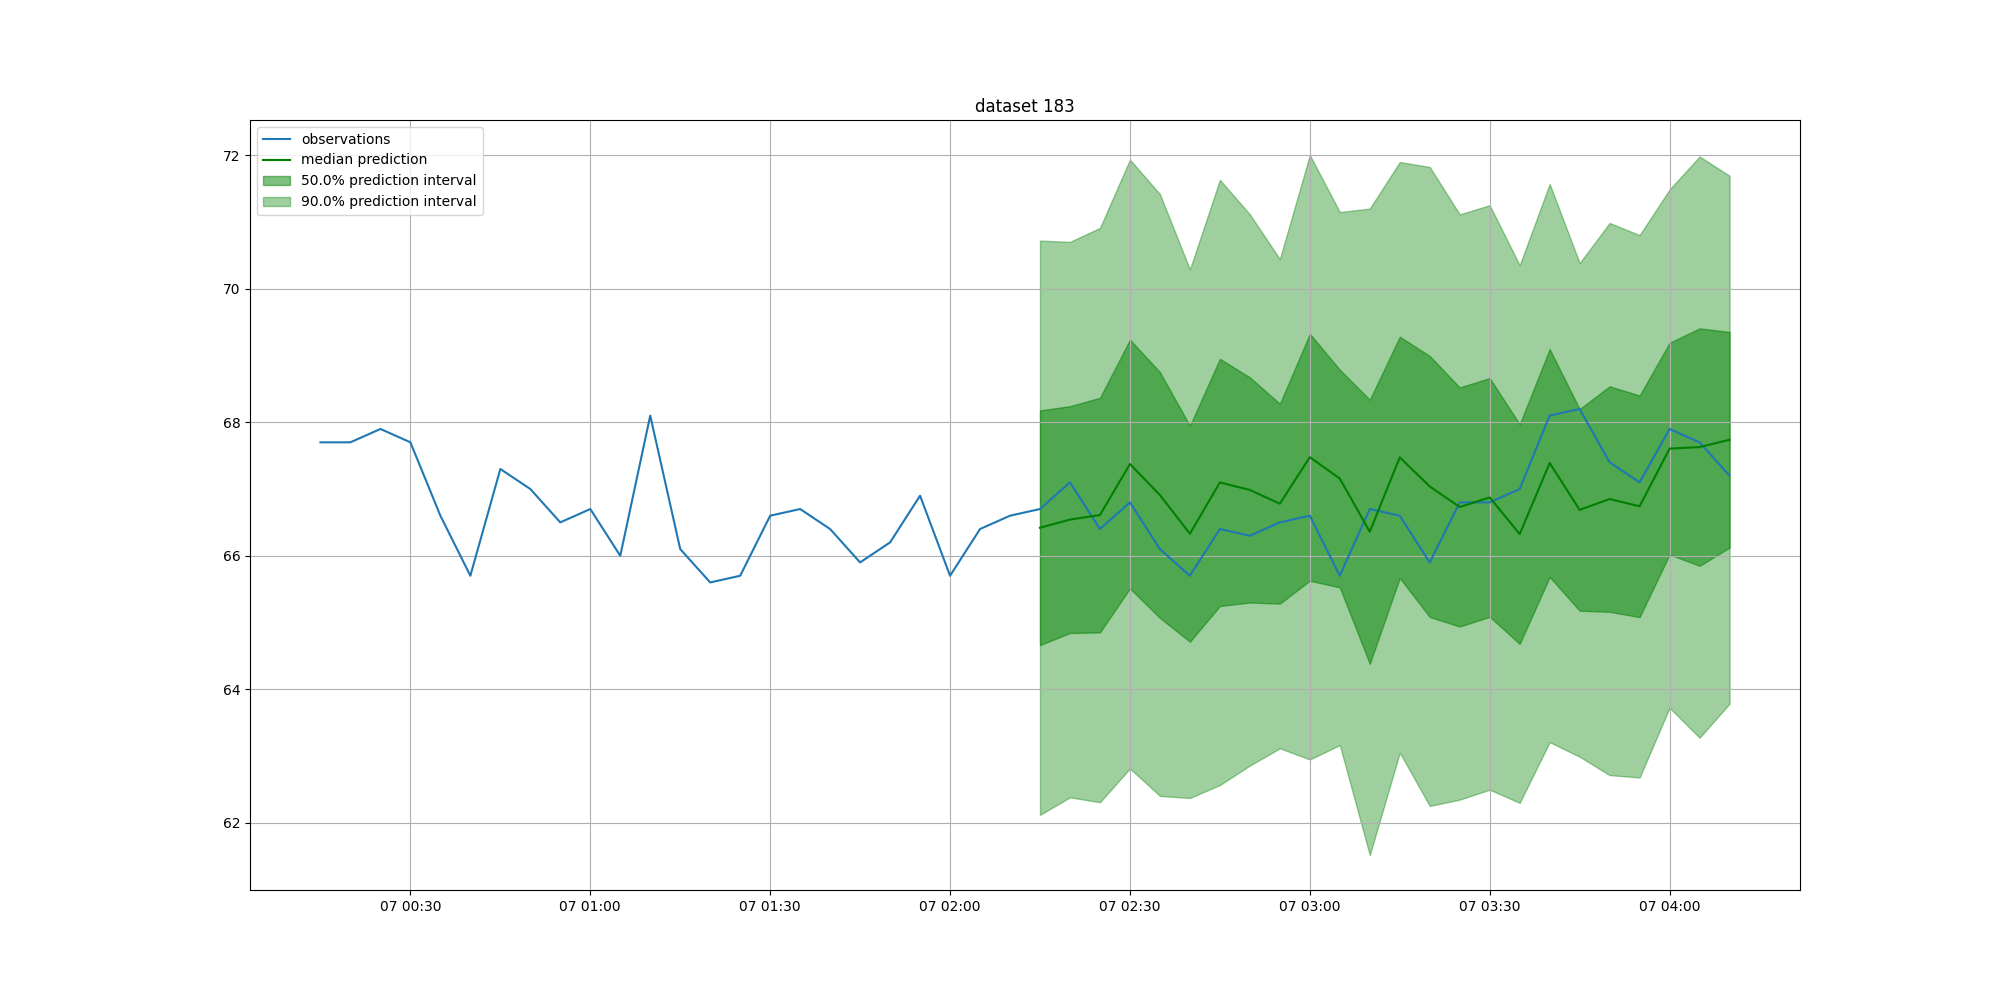 dataset 183
observations
median prediction
50.0% prediction interval
90.0% prediction interval
72
70
68
66
64
62
07 00:30 07 01:00 07 01:30 07 02:00 07 02:30 07 03:00 07 03:30 07 04:00